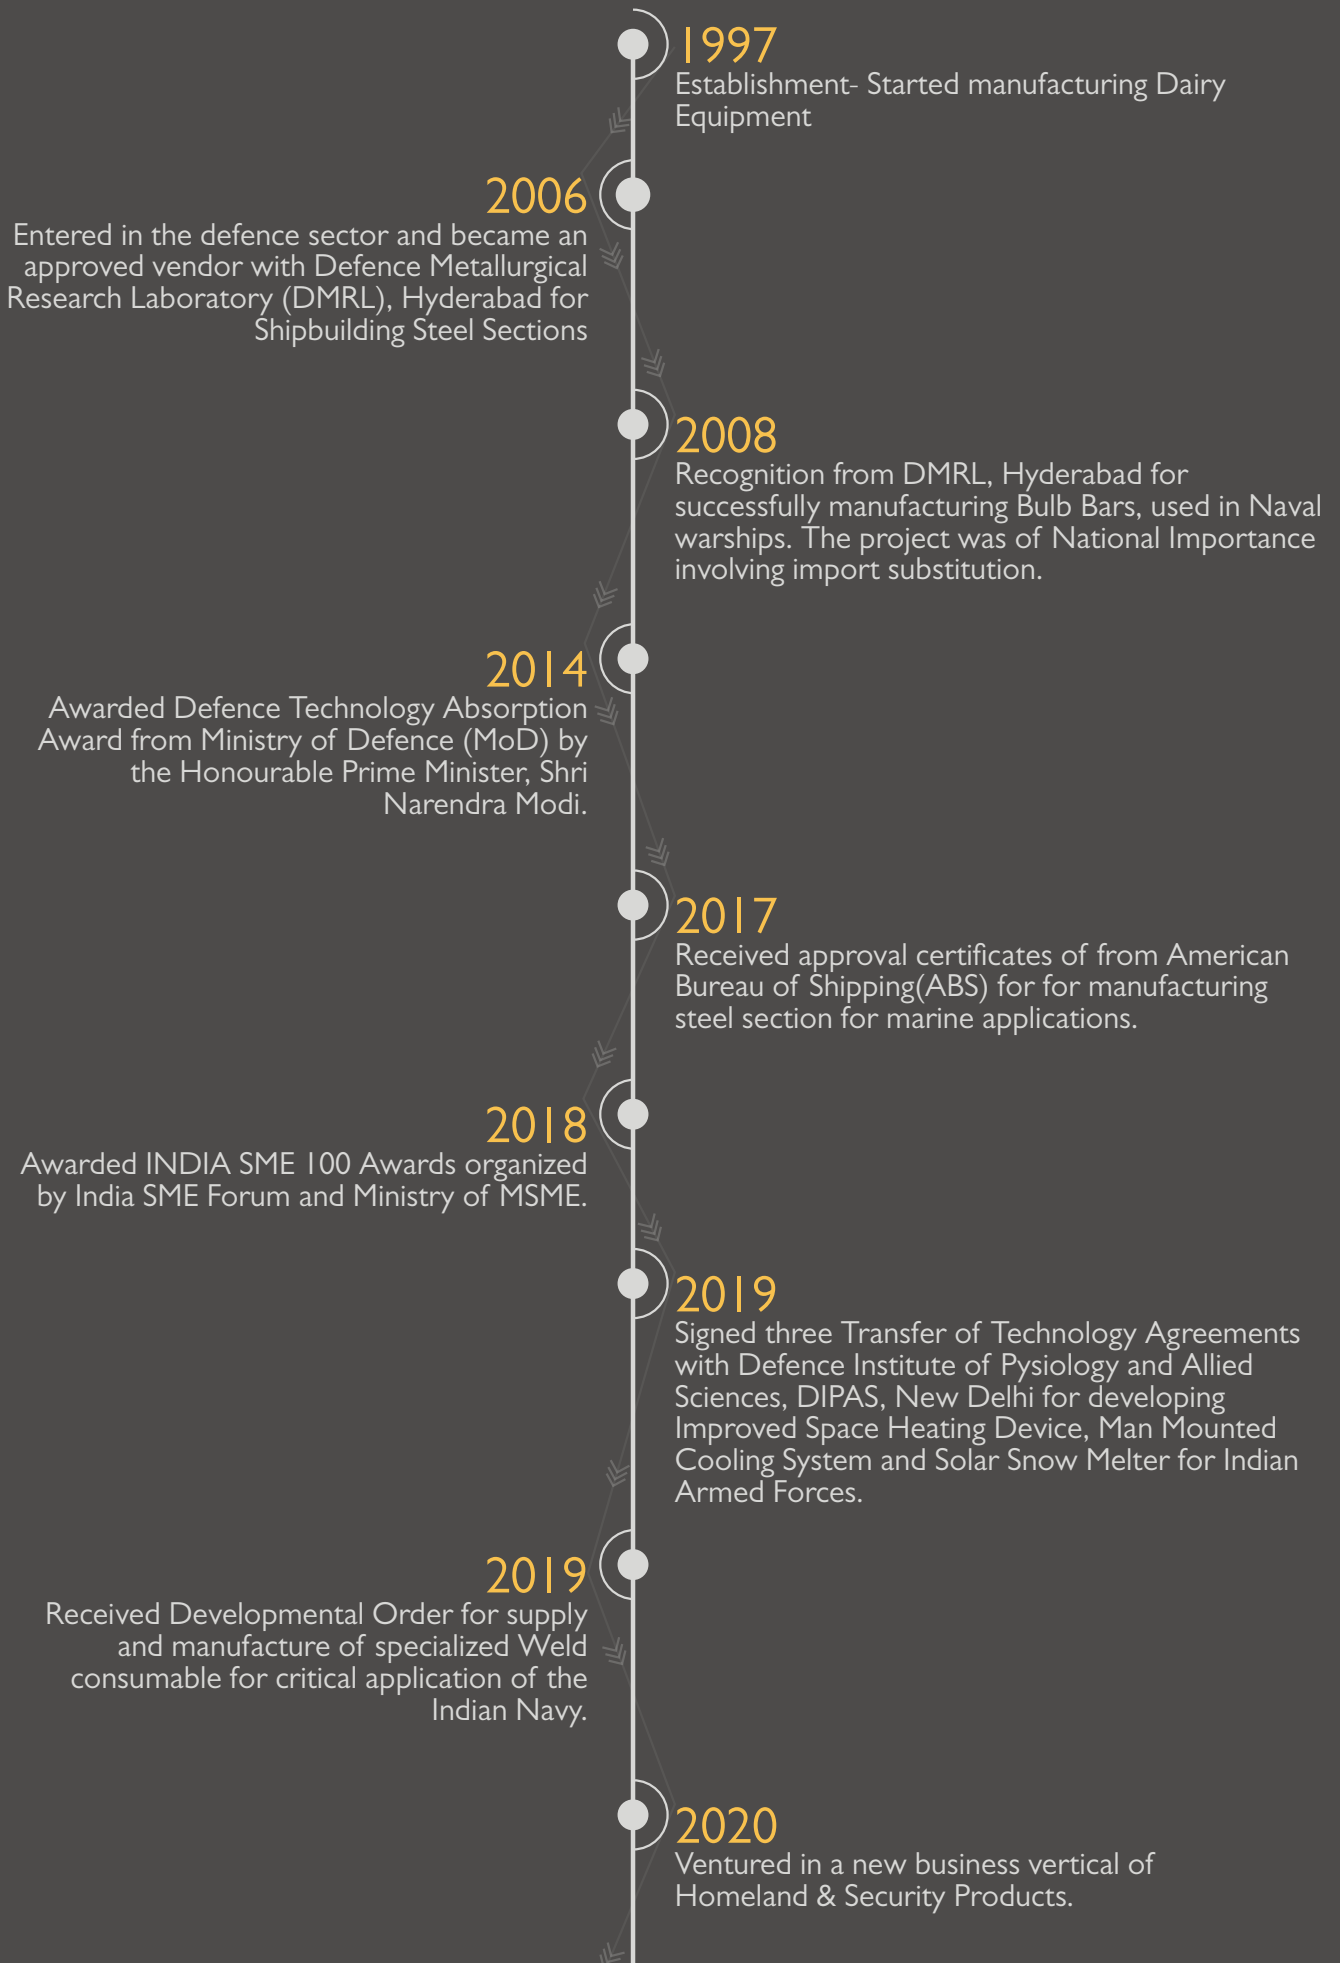 1997
Establishment- Started manufacturing Dairy
Equipment
2006
Entered in the defence sector and became an
approved vendor with Defence Metallurgical
Research Laboratory (DMRL), Hyderabad for
Shipbuilding Steel Sections
2008
Recognition from DMRL, Hyderabad for
successfully manufacturing Bulb Bars, used in Naval
warships. The project was of National Importance
involving import substitution.
2014
Awarded Defence Technology Absorption
Award from Ministry of Defence (MoD) by
the Honourable Prime Minister, Shri
Narendra Modi.
2017
Received approval certificates of from American
Bureau of Shipping(ABS) for for manufacturing
steel section for marine applications.
2018
Awarded INDIA SME 100 Awards organized
by India SME Forum and Ministry of MSME.
2019
Signed three Transfer of Technology Agreements
with Defence Institute of Pysiology and Allied
Sciences, DIPAS, New Delhi for developing
Improved Space Heating Device, Man Mounted
Cooling System and Solar Snow Melter for Indian
Armed Forces.
2019
Received Developmental Order for supply
and manufacture of specialized Weld
consumable for critical application of the
Indian Navy.
2020
Ventured in a new business vertical of
Homeland & Security Products.